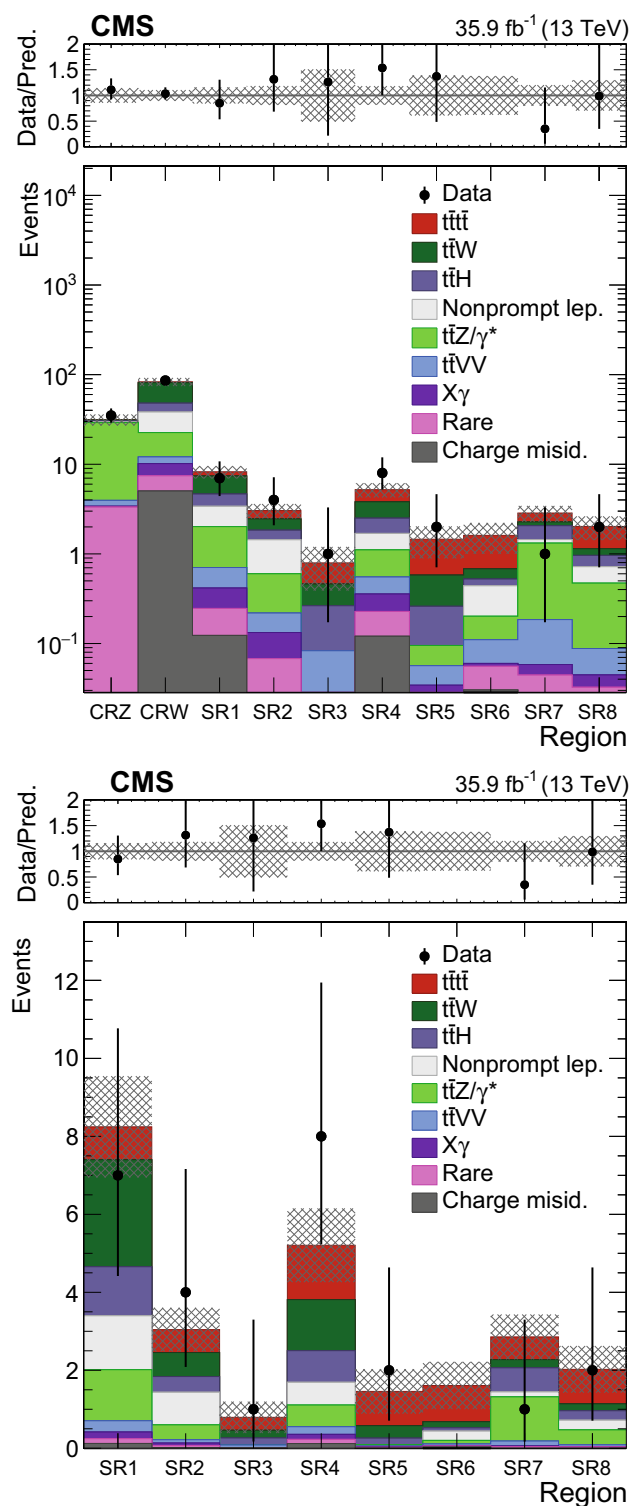 CMS 35.9 fb⁻¹ (13 TeV)
Data/Pred.
2
1.5
1
0.5
0
Events
10⁴
10³
10²
10
1
10⁻¹
Data
tt̄tt̄
tt̄W
tt̄H
Nonprompt lep.
tt̄Z/γ*
tt̄VV
Xγ
Rare
Charge misid.
CRZ CRW SR1 SR2 SR3 SR4 SR5 SR6 SR7 SR8
Region
CMS 35.9 fb⁻¹ (13 TeV)
Data/Pred.
2
1.5
1
0.5
0
Events
12
10
8
6
4
2
0
Data
tt̄tt̄
tt̄W
tt̄H
Nonprompt lep.
tt̄Z/γ*
tt̄VV
Xγ
Rare
Charge misid.
SR1 SR2 SR3 SR4 SR5 SR6 SR7 SR8
Region